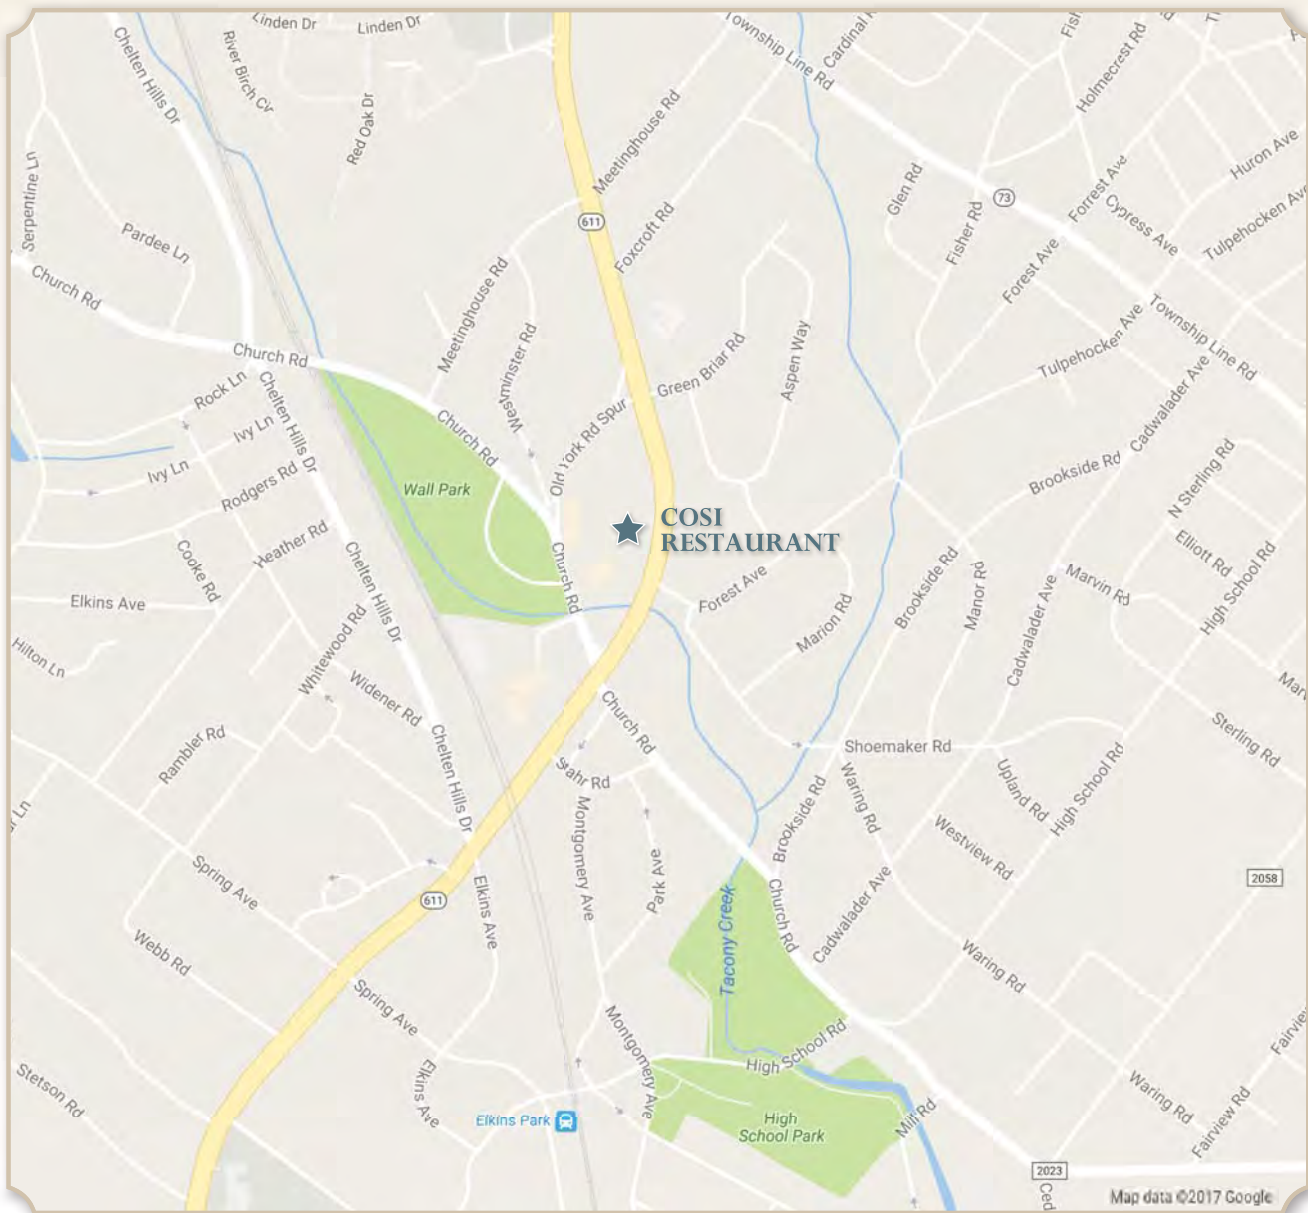 Linden Dr
Linden Dr
Township Line Rd
Cardinal
Chelten Hills Dr
River Birch Cv
Red Oak Dr
Meetinghouse Rd
Holmecrest Rd
Huron Ave
Serpentine Ln
Glen Rd
Forrest Ave
73
Cypress Ave
Tulpehocken Av
Pardee Ln
611
Foxcroft Rd
Fisher Rd
Forest Ave
Church Rd
Meetinghouse Rd
Township Line Rd
Tulpehocken Ave
Church Rd
Westminster Rd
Green Briar Rd
Aspen Way
Rock Ln
Chelten Hills Dr
Cadwalader Ave
Ivy Ln
Church Rd
Old York Rd Spur
Brookside Rd
Ivy Ln
Rodgers Rd
Wall Park
N Sterling Rd
COSI
RESTAURANT
Heather Rd
Elliott Rd
Cooke Rd
Chelten Hills Dr
Church Rd
Forest Ave
Brookside Rd
Manor Rd
Marvin Rd
High School Rd
Elkins Ave
Marion Rd
Cadwalader Ave
Hilton Ln
Whitewood Rd
Widener Rd
Church Rd
Sterling Rd
Rambler Rd
Chelten Hills Dr
Shoemaker Rd
Stahr Rd
Waring Rd
Upland Rd
High School Rd
Montgomery Ave
Brookside Rd
Westview Rd
Spring Ave
Park Ave
2058
611
Elkins Ave
Tacony Creek
Church Rd
Cadwalader Ave
Webb Rd
Waring Rd
Spring Ave
Montgomery Ave
High School Rd
Stetson Rd
Elkins Ave
Elkins Park
High
School Park
Mill Rd
Waring Rd
Fairview Rd
2023
Ced
Map data ©2017 Google